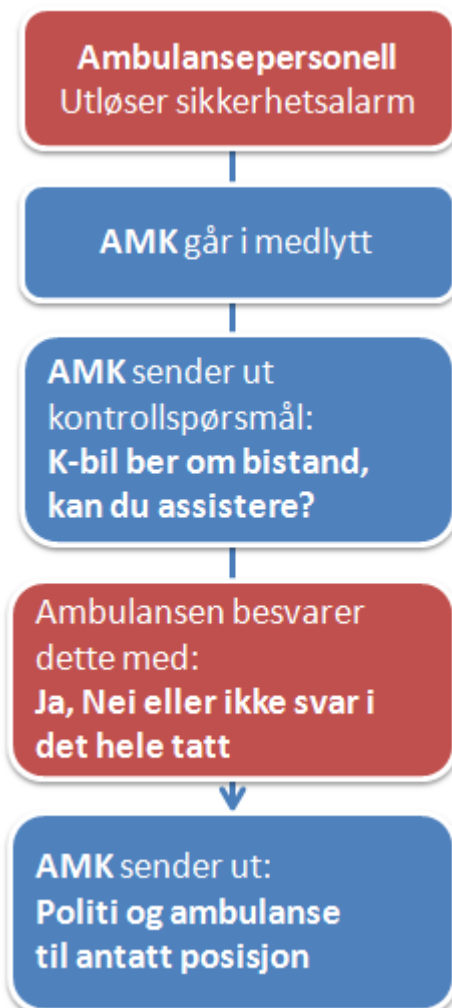 Ambulansepersonell
Utløser sikkerhetsalarm
AMK går i medlytt
AMK sender ut
kontrollspørsmål:
K-bil ber om bistand,
kan du assistere?
Ambulansen besvarer
dette med:
Ja, Nei eller ikke svar i
det hele tatt
AMK sender ut:
Politi og ambulanse
til antatt posisjon